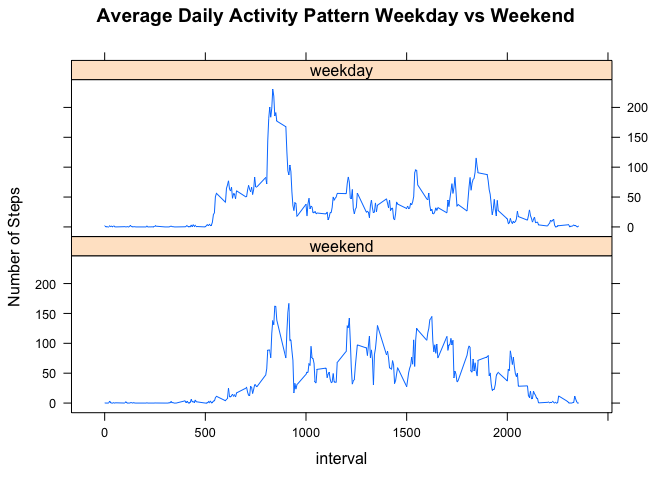 Average Daily Activity Pattern Weekday vs Weekend
weekday
200
150
100
50
0
Number of Steps
weekend
200
150
100
50
0
0 500 1000 1500 2000
interval